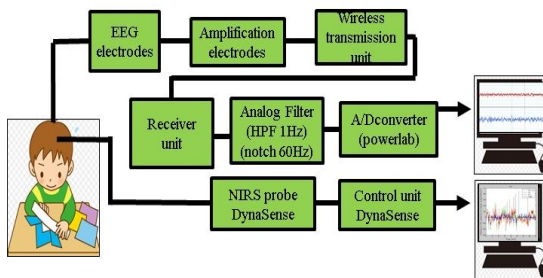 EEG
electrodes
Amplification
electrodes
Wireless
transmission
unit
Receiver
unit
Analog Filter
(HPF 1Hz)
(notch 60Hz)
A/Dconverter
(powerlab)
NIRS probe
DynaSense
Control unit
DynaSense